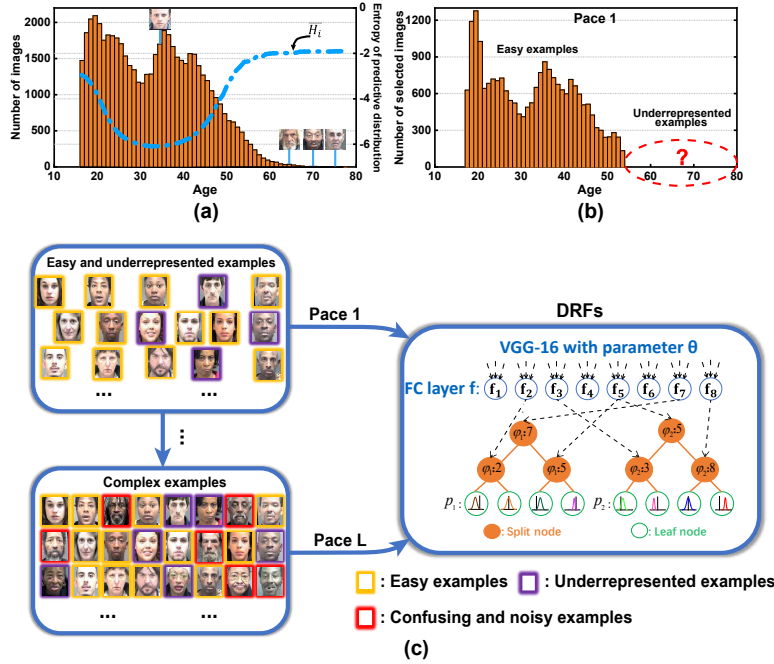 2000
1500
1000
500
0
Number of images
10 20 30 40 50 60 70 80
Age
0
-2
-4
-6
Entropy of predictive distribution
H_i
(a)
1200
900
600
300
0
Number of selected images
Pace 1
Easy examples
Underrepresented
examples
?
10 20 30 40 50 60 70 80
Age
(b)
Easy and underrepresented examples
...
...
Pace 1
...
Complex examples
...
...
Pace L
DRFs
VGG-16 with parameter θ
FC layer f: f1 f2 f3 f4 f5 f6 f7 f8
φ1:7 φ2:5
φ1:2 φ1:5 φ2:3 φ2:8
p1: p2:
: Split node : Leaf node
: Easy examples : Underrepresented examples
: Confusing and noisy examples
(c)